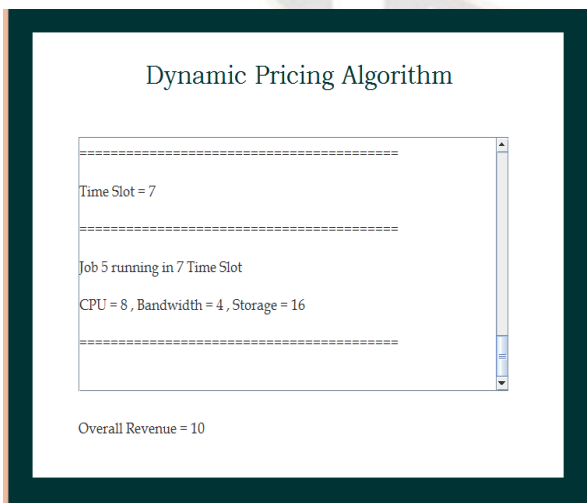 Dynamic Pricing Algorithm
==========================================
Time Slot = 7
==========================================
Job 5 running in 7 Time Slot
CPU = 8 , Bandwidth = 4 , Storage = 16
==========================================
Overall Revenue = 10